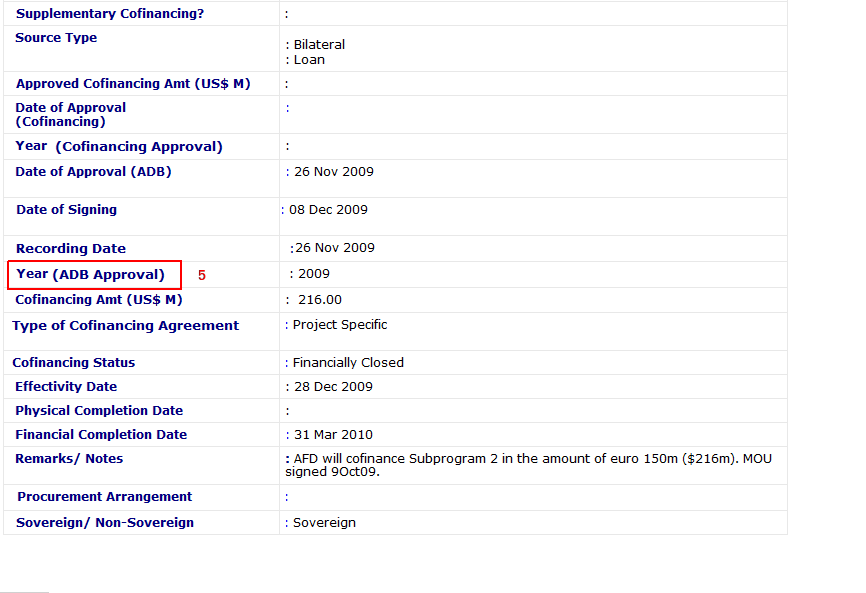 Supplementary Cofinancing? :
Source Type
: Bilateral
: Loan
Approved Cofinancing Amt (US$ M) :
Date of Approval :
(Cofinancing)
Year (Cofinancing Approval) :
Date of Approval (ADB) : 26 Nov 2009
Date of Signing : 08 Dec 2009
Recording Date :26 Nov 2009
Year (ADB Approval) 5 : 2009
Cofinancing Amt (US$ M) : 216.00
Type of Cofinancing Agreement : Project Specific
Cofinancing Status : Financially Closed
Effectivity Date : 28 Dec 2009
Physical Completion Date :
Financial Completion Date : 31 Mar 2010
Remarks/ Notes : AFD will cofinance Subprogram 2 in the amount of euro 150m ($216m). MOU
signed 9Oct09.
Procurement Arrangement :
Sovereign/ Non-Sovereign : Sovereign